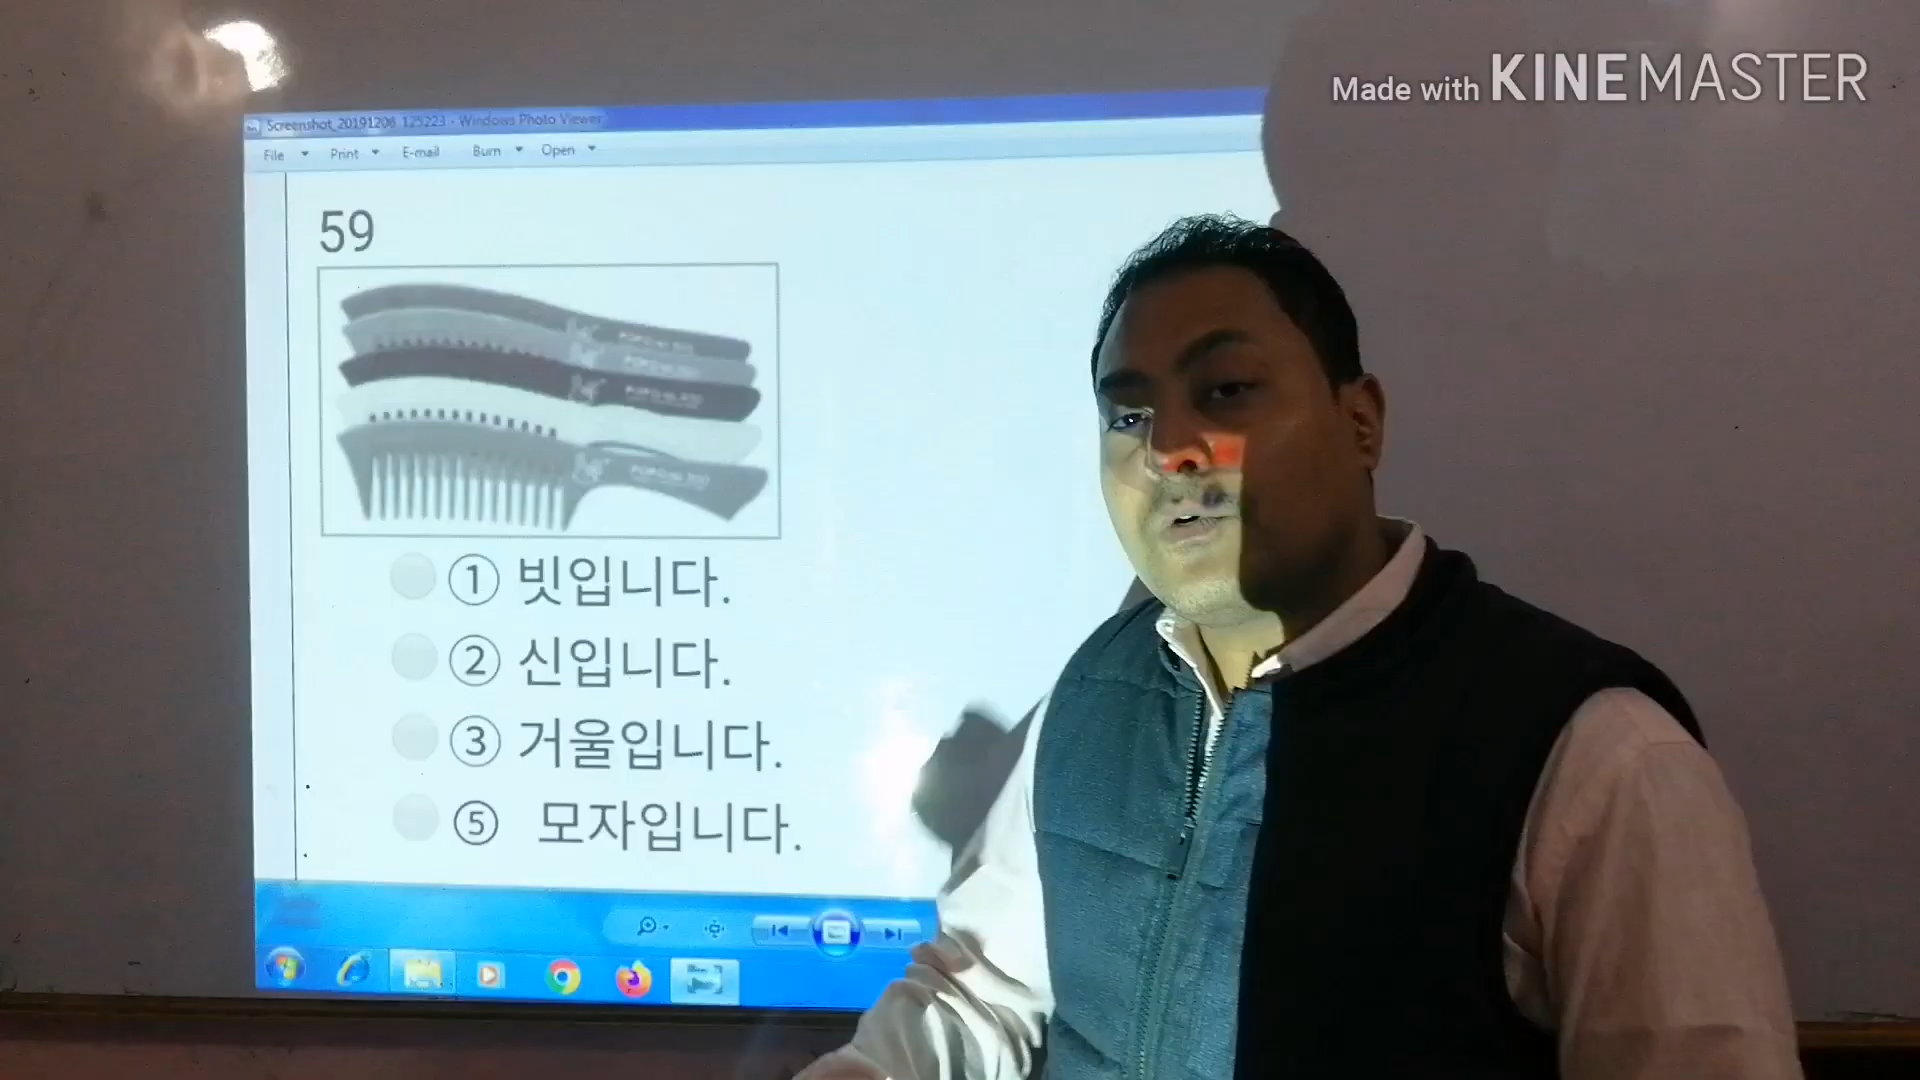 Made with KINEMASTER
Screenshot_20191206_125223 - Windows Photo Viewer
File Print E-mail Burn Open
59
① 빗입니다.
② 신입니다.
③ 거울입니다.
⑤ 모자입니다.